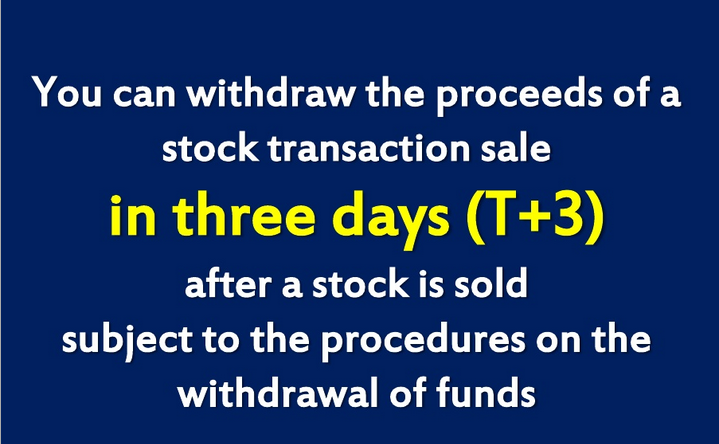 You can withdraw the proceeds of a
stock transaction sale
in three days (T+3)
after a stock is sold
subject to the procedures on the
withdrawal of funds